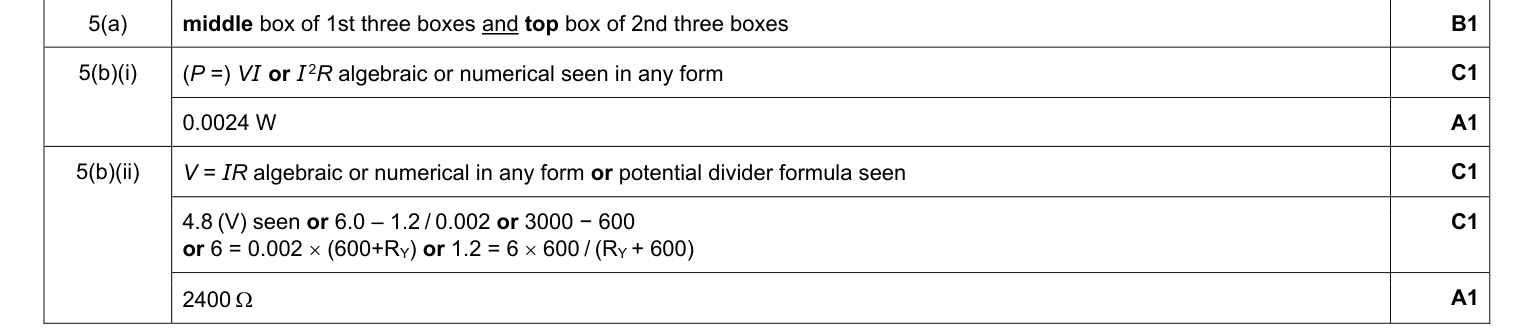 5(a) middle box of 1st three boxes and top box of 2nd three boxes B1
5(b)(i) (P =) VI or I²R algebraic or numerical seen in any form C1
0.0024 W A1
5(b)(ii) V = IR algebraic or numerical in any form or potential divider formula seen C1
4.8 (V) seen or 6.0 – 1.2 / 0.002 or 3000 − 600 C1
or 6 = 0.002 × (600+RY) or 1.2 = 6 × 600 / (RY + 600)
2400 Ω A1